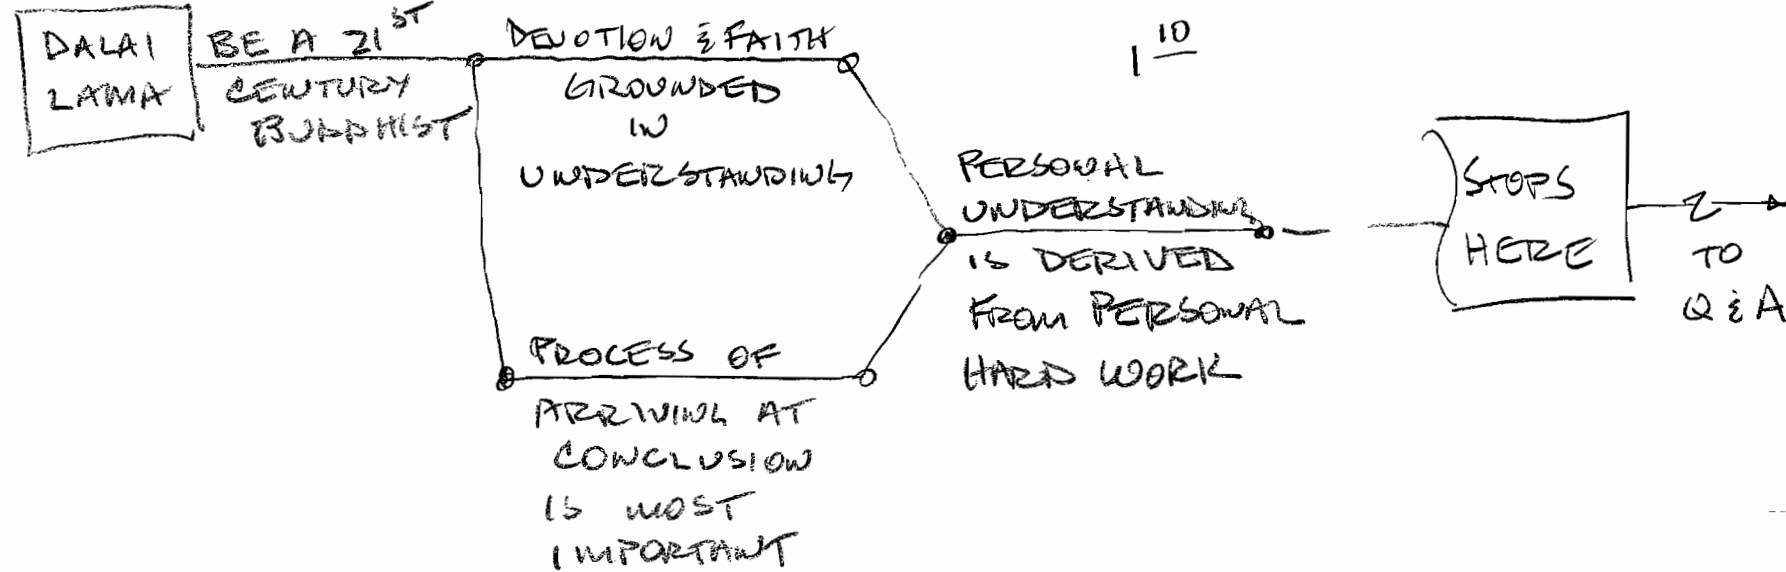 DALAI
LAMA
BE A 21ST
CENTURY
BUDDHIST
DEVOTION & FAITH
GROUNDED
IN
UNDERSTANDING
PROCESS OF
ARRIVING AT
CONCLUSION
IS MOST
IMPORTANT
1 10
PERSONAL
UNDERSTANDING
IS DERIVED
FROM PERSONAL
HARD WORK
STOPS
HERE
TO
Q & A